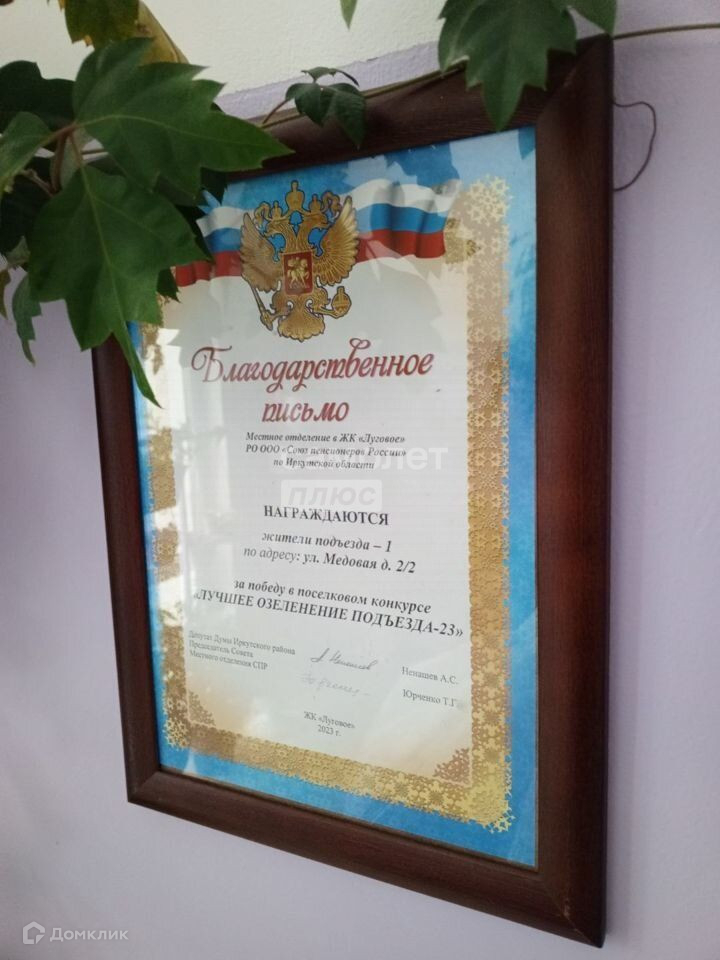 Благодарственное
письмо
Местное отделение в ЖК «Луговое»
РО ООО «Союз пенсионеров России»
по Иркутской области
самолет
плюс
НАГРАЖДАЮТСЯ
жители подъезда – 1
по адресу: ул. Медовая д. 2/2
за победу в поселковом конкурсе
«ЛУЧШЕЕ ОЗЕЛЕНЕНИЕ ПОДЪЕЗДА-23»
Депутат Думы Иркутского района
Ненашев А.С.
Председатель Совета
Местного отделения СПР
Юрченко Т.Г.
ЖК «Луговое»
2023 г.
Домклик